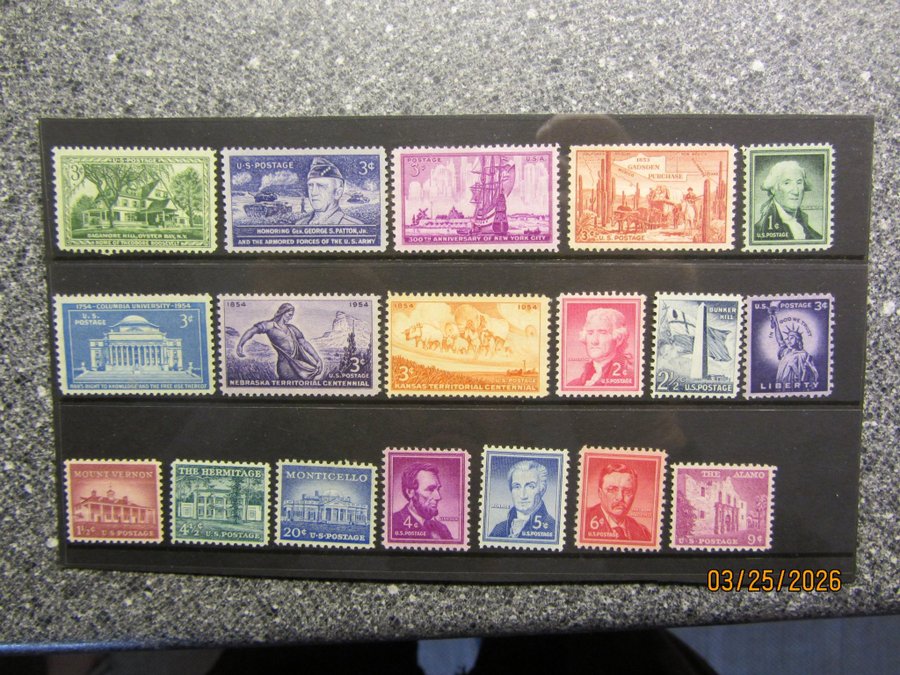 U.S. POSTAGE
3¢
SAGAMORE HILL, OYSTER BAY, N.Y.
HOME OF THEODORE ROOSEVELT
U·S·POSTAGE 3¢
HONORING GEN. GEORGE S. PATTON, JR.
AND THE ARMORED FORCES OF THE U.S. ARMY
POSTAGE U.S.A.
3¢
300TH ANNIVERSARY OF NEW YORK CITY
1853
GADSDEN
PURCHASE
3¢ U.S. POSTAGE
1¢
U.S. POSTAGE
1754-COLUMBIA UNIVERSITY-1954
U.S.
POSTAGE
3¢
MAN'S RIGHT TO KNOWLEDGE AND THE FREE USE THEREOF
1854 1954
3¢
U.S. POSTAGE
NEBRASKA TERRITORIAL CENTENNIAL
1854 1954
3¢ U.S. POSTAGE
KANSAS TERRITORIAL CENTENNIAL
2¢
U.S. POSTAGE
BUNKER
HILL
2½¢ U.S. POSTAGE
U.S. POSTAGE 3¢
IN GOD WE TRUST
LIBERTY
MOUNT VERNON
1½¢ U·S·POSTAGE
THE HERMITAGE
4½¢ U.S. POSTAGE
MONTICELLO
20¢ U·S·POSTAGE
4¢
LINCOLN
U.S. POSTAGE
5¢
U.S. POSTAGE
6¢
U.S. POSTAGE
THE
ALAMO
U·S·POSTAGE 9¢
03/25/2026